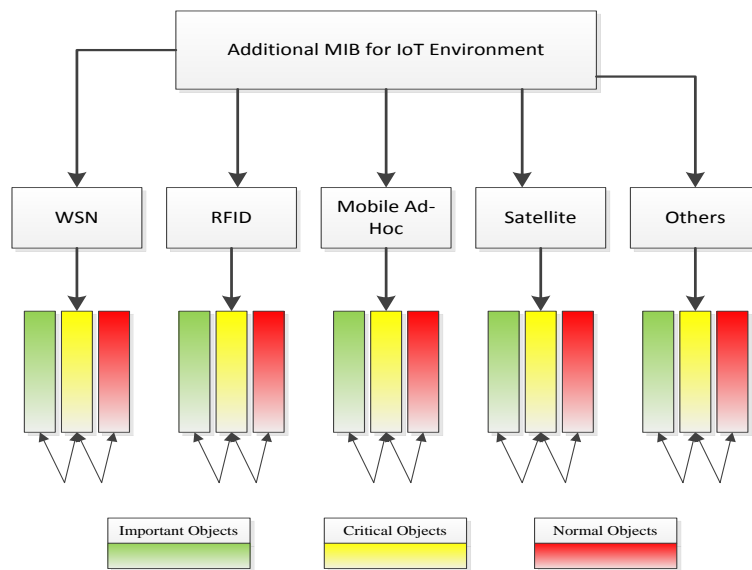 Additional MIB for IoT Environment
WSN
RFID
Mobile Ad-
Hoc
Satellite
Others
Important Objects
Critical Objects
Normal Objects